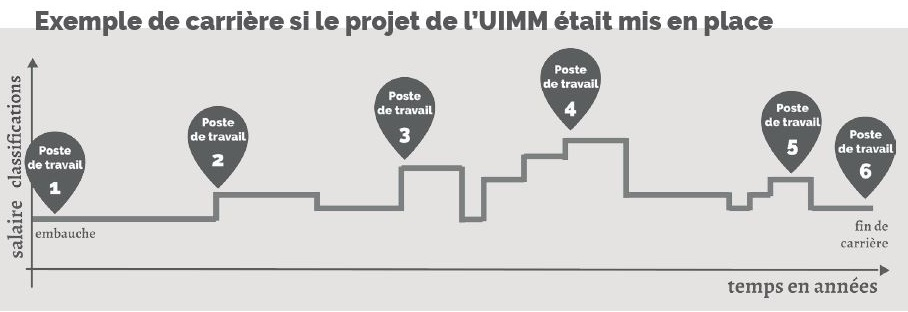 Exemple de carrière si le projet de l'UIMM était mis en place
salaire classifications
Poste
de travail
1
Poste
de travail
2
Poste
de travail
3
Poste
de travail
4
Poste
de travail
5
Poste
de travail
6
embauche
fin de
carrière
temps en années